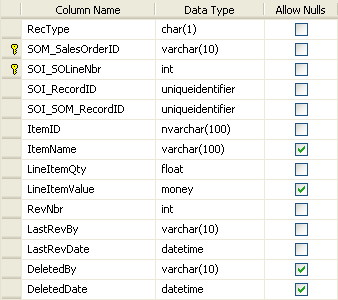 Column Name Data Type Allow Nulls
RecType char(1)
SOM_SalesOrderID varchar(10)
SOI_SOLineNbr int
SOI_RecordID uniqueidentifier
SOI_SOM_RecordID uniqueidentifier
ItemID nvarchar(100)
ItemName varchar(100)
LineItemQty float
LineItemValue money
RevNbr int
LastRevBy varchar(10)
LastRevDate datetime
DeletedBy varchar(10)
DeletedDate datetime